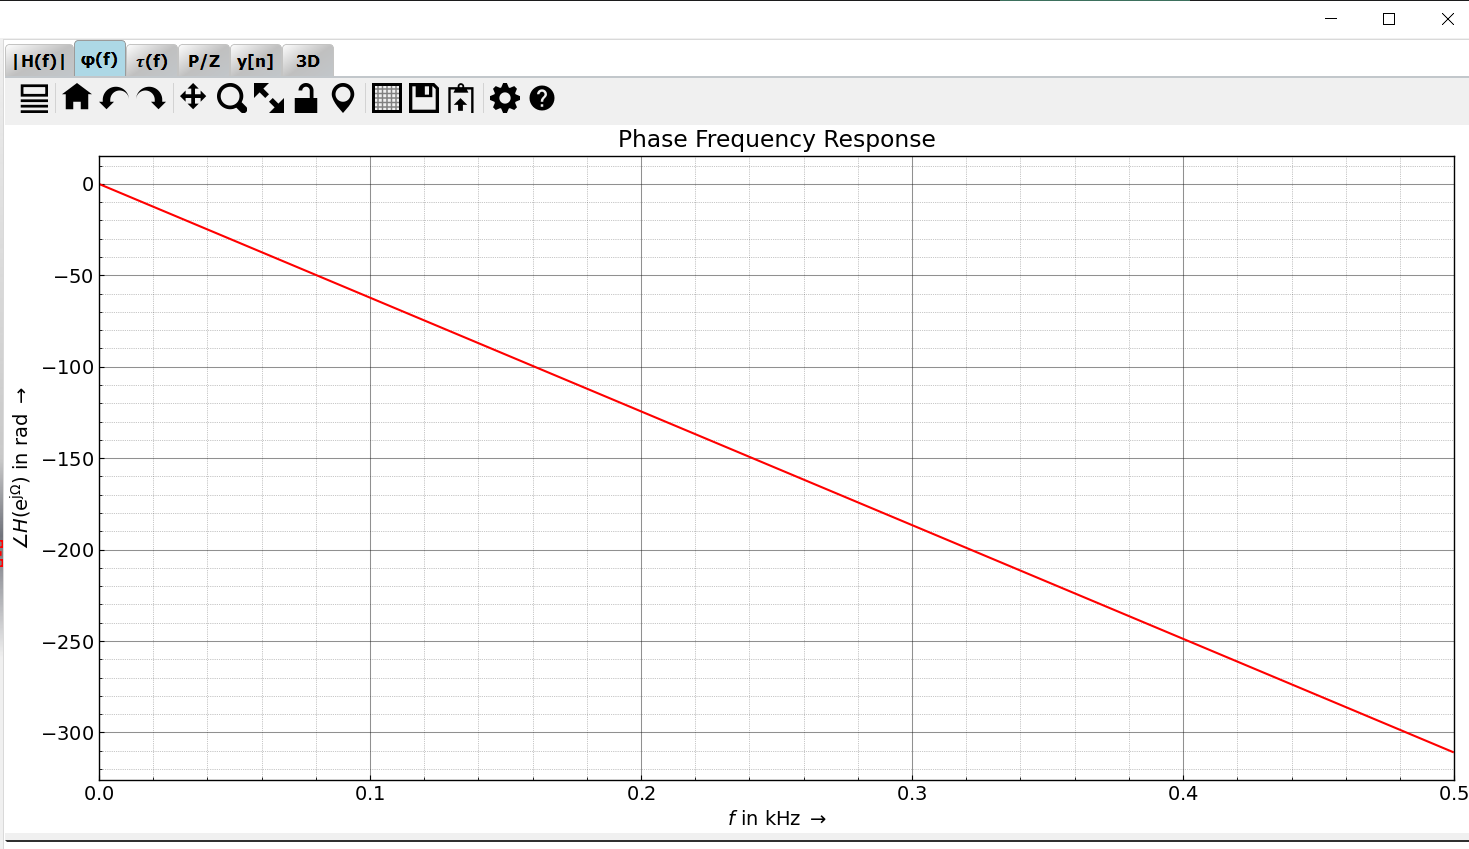 |H(f)| φ(f) τ(f) P/Z y[n] 3D
Phase Frequency Response
0
−50
−100
−150
−200
−250
−300
∠H(e^jΩ) in rad →
0.0 0.1 0.2 0.3 0.4 0.5
f in kHz →